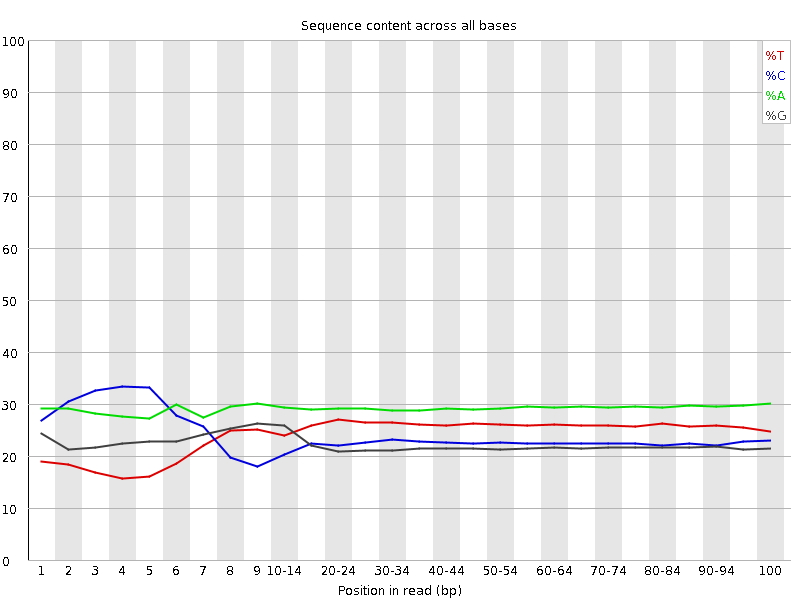 Sequence content across all bases
100
90
80
70
60
50
40
30
20
10
0
%T
%C
%A
%G
1 2 3 4 5 6 7 8 9 10-14 20-24 30-34 40-44 50-54 60-64 70-74 80-84 90-94 100
Position in read (bp)